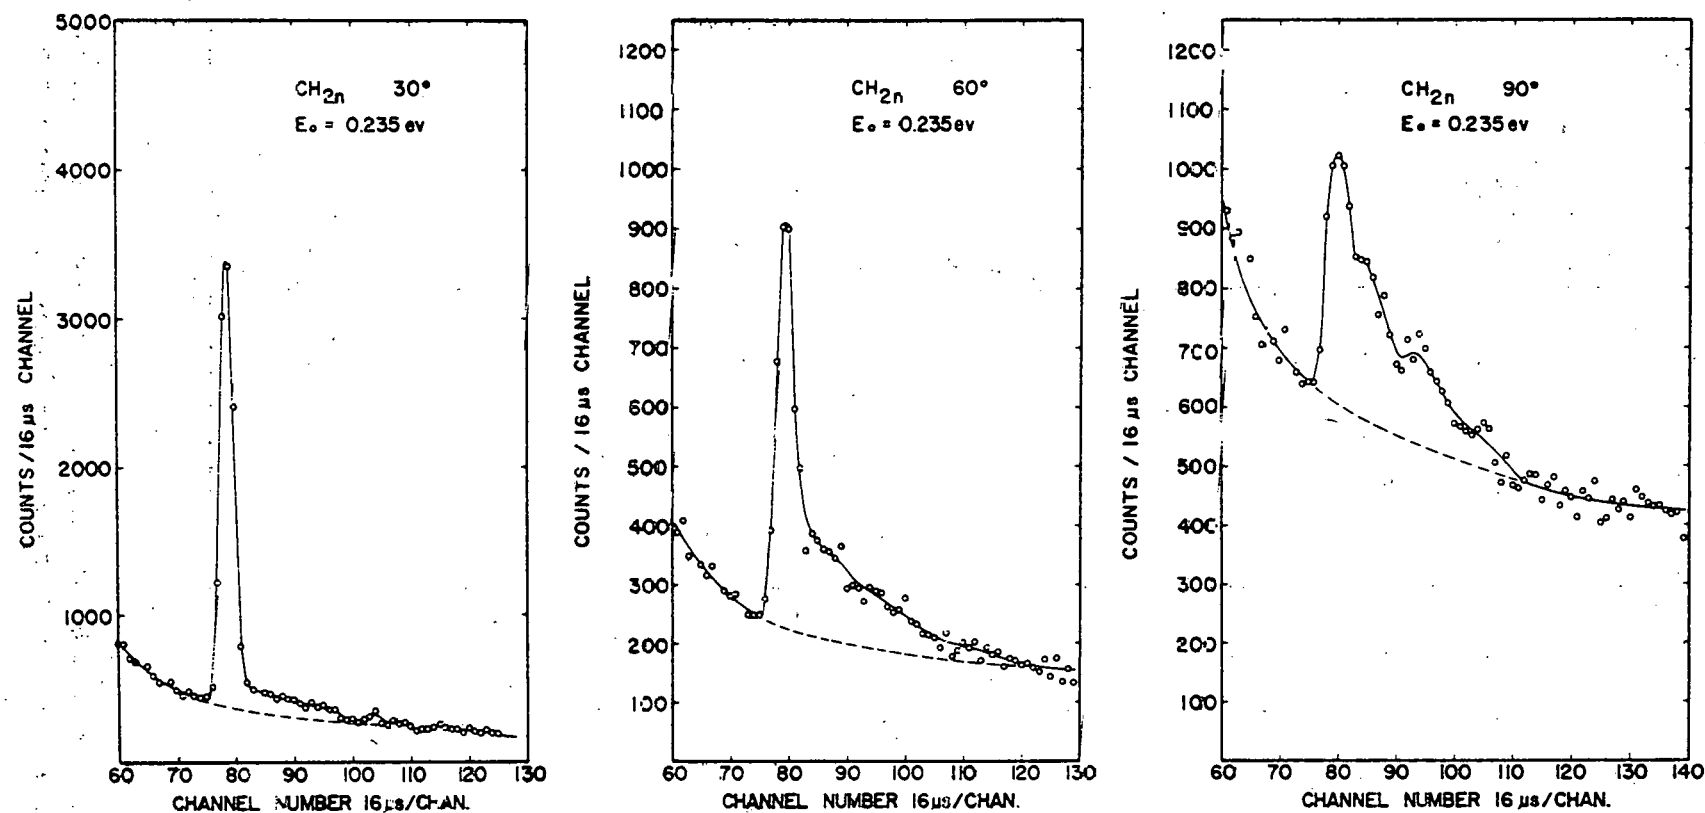 5000
4000
3000
2000
1000
COUNTS/16 µs CHANNEL
CH2n 30°
Eo = 0.235 ev
60 70 80 90 100 110 120 130
CHANNEL NUMBER 16 µs/CHAN.
1200
1100
1000
900
800
700
600
500
400
300
200
100
COUNTS / 16 µs CHANNEL
CH2n 60°
Eo = 0.235 ev
60 70 80 90 100 110 120 130
CHANNEL NUMBER 16 µs/CHAN.
1200
1100
1000
900
800
700
600
500
400
300
200
100
COUNTS / 16 µs CHANNEL
CH2n 90°
Eo = 0.235 ev
60 70 80 90 100 110 120 130 140
CHANNEL NUMBER 16 µs/CHAN.